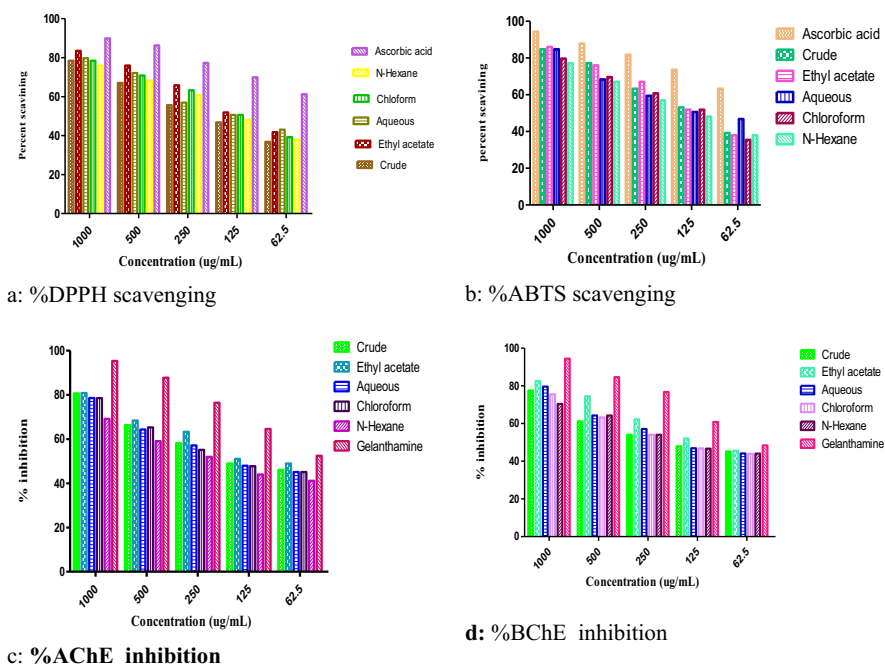 100
80
60
40
20
0
Percent scavining
1000
500
250
125
62.5
Concentration (ug/mL)
Ascorbic acid
N-Hexane
Chloform
Aqueous
Ethyl acetate
Crude
a: %DPPH scavenging
100
80
60
40
20
0
percent scavining
1000
500
250
125
62.5
Concentration (ug/mL)
Ascorbic acid
Crude
Ethyl acetate
Aqueous
Chloroform
N-Hexane
b: %ABTS scavenging
100
80
60
40
20
0
% inhibition
1000
500
250
125
62.5
Concentration (ug/mL)
Crude
Ethyl acetate
Aqueous
Chloroform
N-Hexane
Gelanthamine
c: %AChE inhibition
100
80
60
40
20
0
% inhibition
1000
500
250
125
62.5
Concentration (ug/mL)
Crude
Ethyl acetate
Aqueous
Chloroform
N-Hexane
Gelanthamine
d: %BChE inhibition